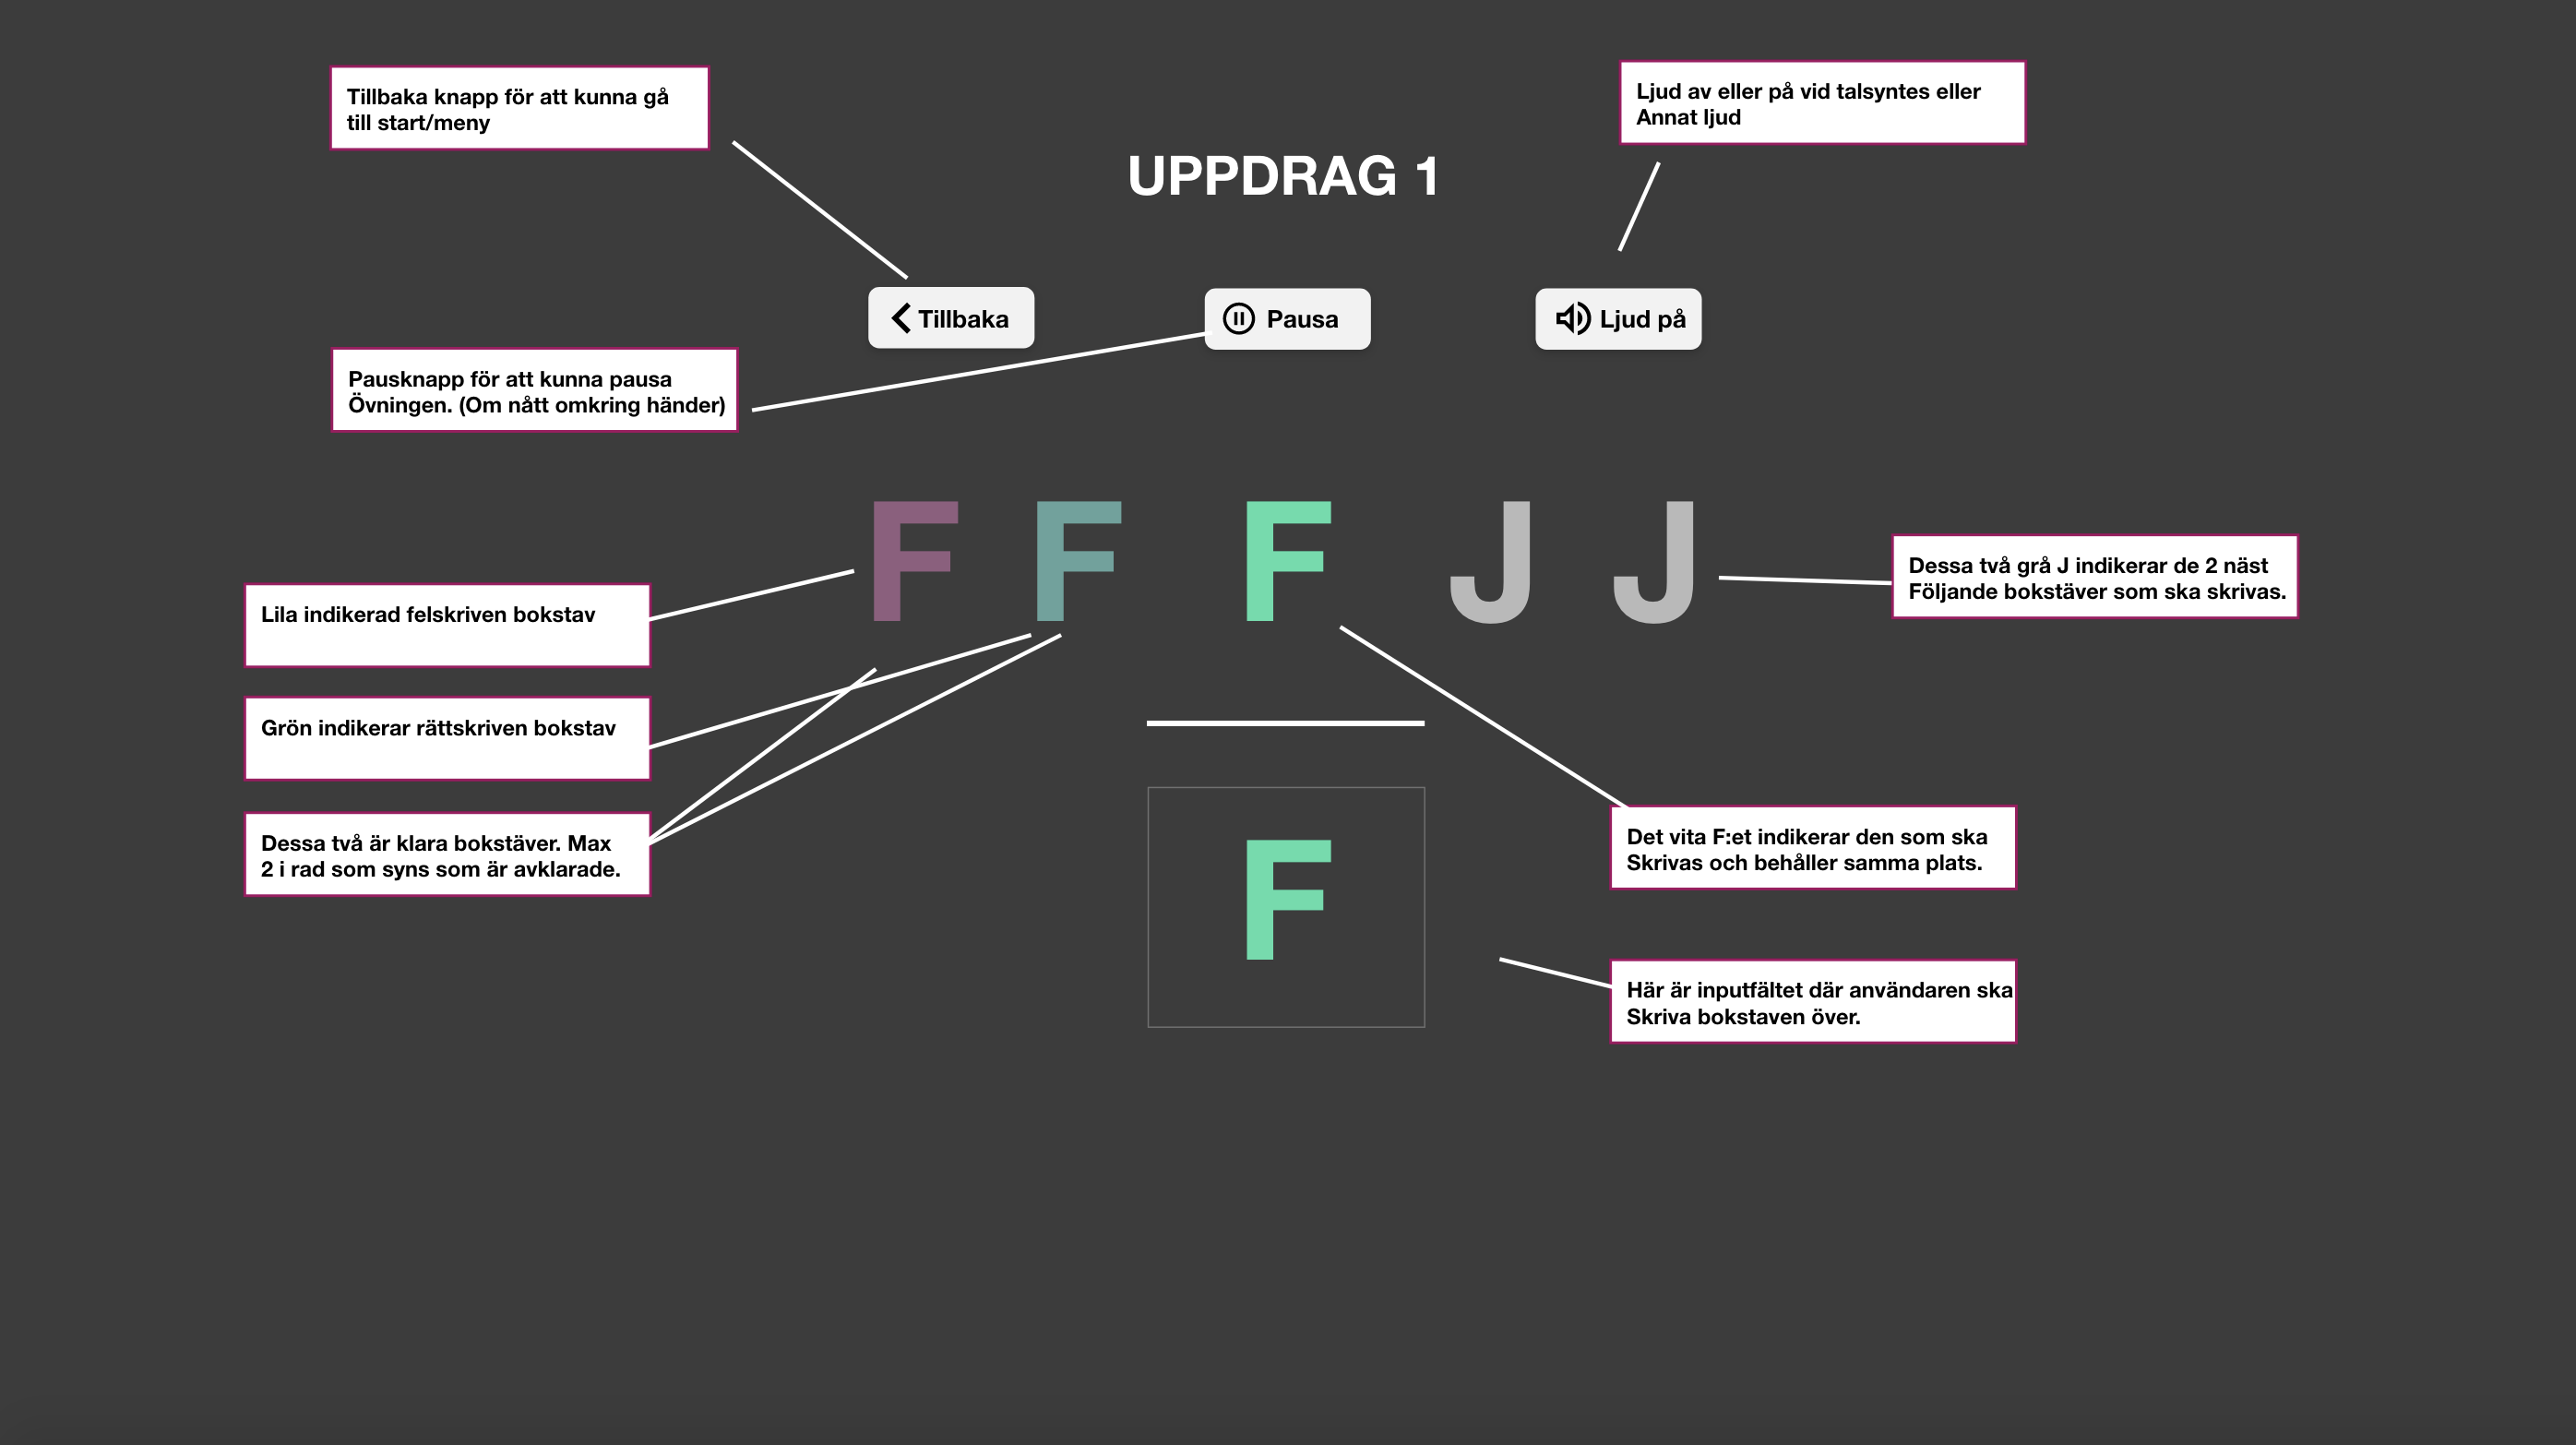 Tillbaka knapp för att kunna gå
till start/meny
Ljud av eller på vid talsyntes eller
Annat ljud
UPPDRAG 1
Tillbaka
Pausa
Ljud på
Pausknapp för att kunna pausa
Övningen. (Om nått omkring händer)
F F F J J
Dessa två grå J indikerar de 2 näst
Följande bokstäver som ska skrivas.
Lila indikerad felskriven bokstav
Grön indikerar rättskriven bokstav
Dessa två är klara bokstäver. Max
2 i rad som syns som är avklarade.
F
Det vita F:et indikerar den som ska
Skrivas och behåller samma plats.
Här är inputfältet där användaren ska
Skriva bokstaven över.